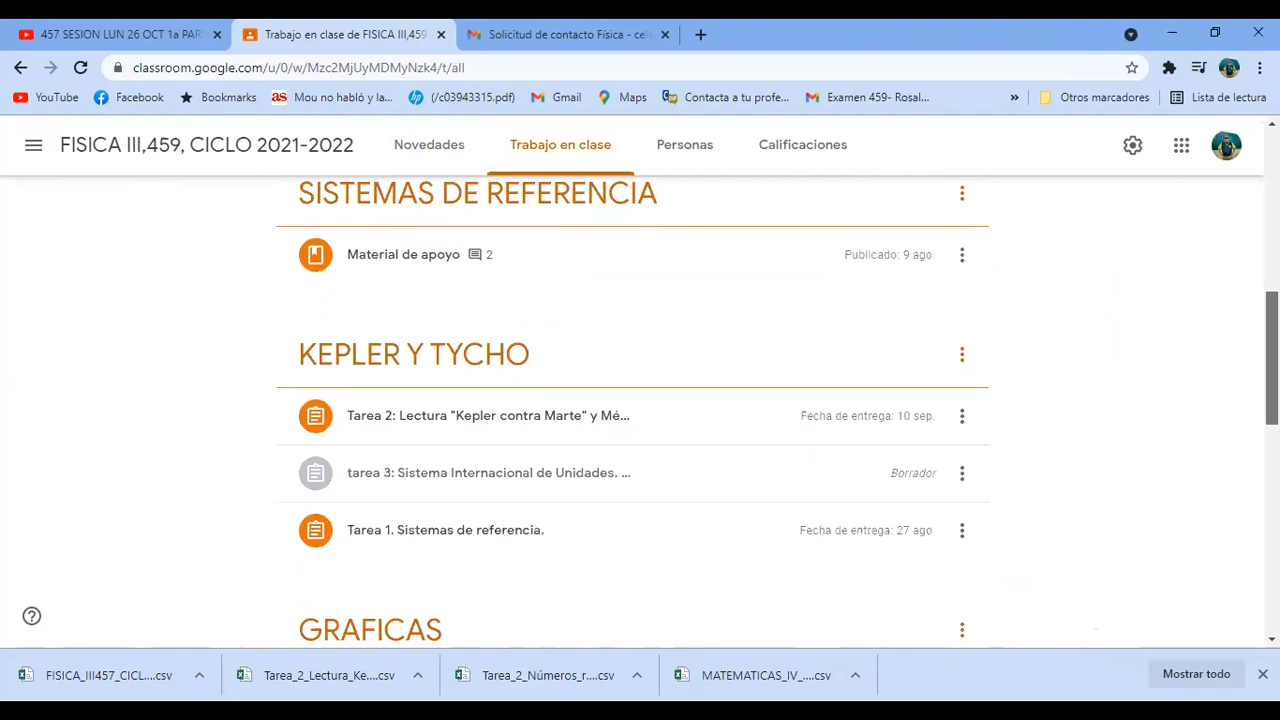 457 SESION LUN 26 OCT 1a PAR
Trabajo en clase de FISICA III,459
Solicitud de contacto Física - cel
classroom.google.com/u/0/w/Mzc2MjUyMDMyNzk4/t/all
YouTube
Facebook
Bookmarks
Mou no habló y la...
(/c03943315.pdf)
Gmail
Maps
Contacta a tu profe...
Examen 459- Rosal...
Otros marcadores
Lista de lectura
FISICA III,459, CICLO 2021-2022
Novedades
Trabajo en clase
Personas
Calificaciones
SISTEMAS DE REFERENCIA
Material de apoyo 2
Publicado: 9 ago.
KEPLER Y TYCHO
Tarea 2: Lectura "Kepler contra Marte" y Mé...
Fecha de entrega: 10 sep.
tarea 3: Sistema Internacional de Unidades. ...
Borrador
Tarea 1. Sistemas de referencia.
Fecha de entrega: 27 ago
GRAFICAS
FISICA_III457_CICL....csv
Tarea_2_Lectura_Ke....csv
Tarea_2_Números_r....csv
MATEMATICAS_IV_....csv
Mostrar todo